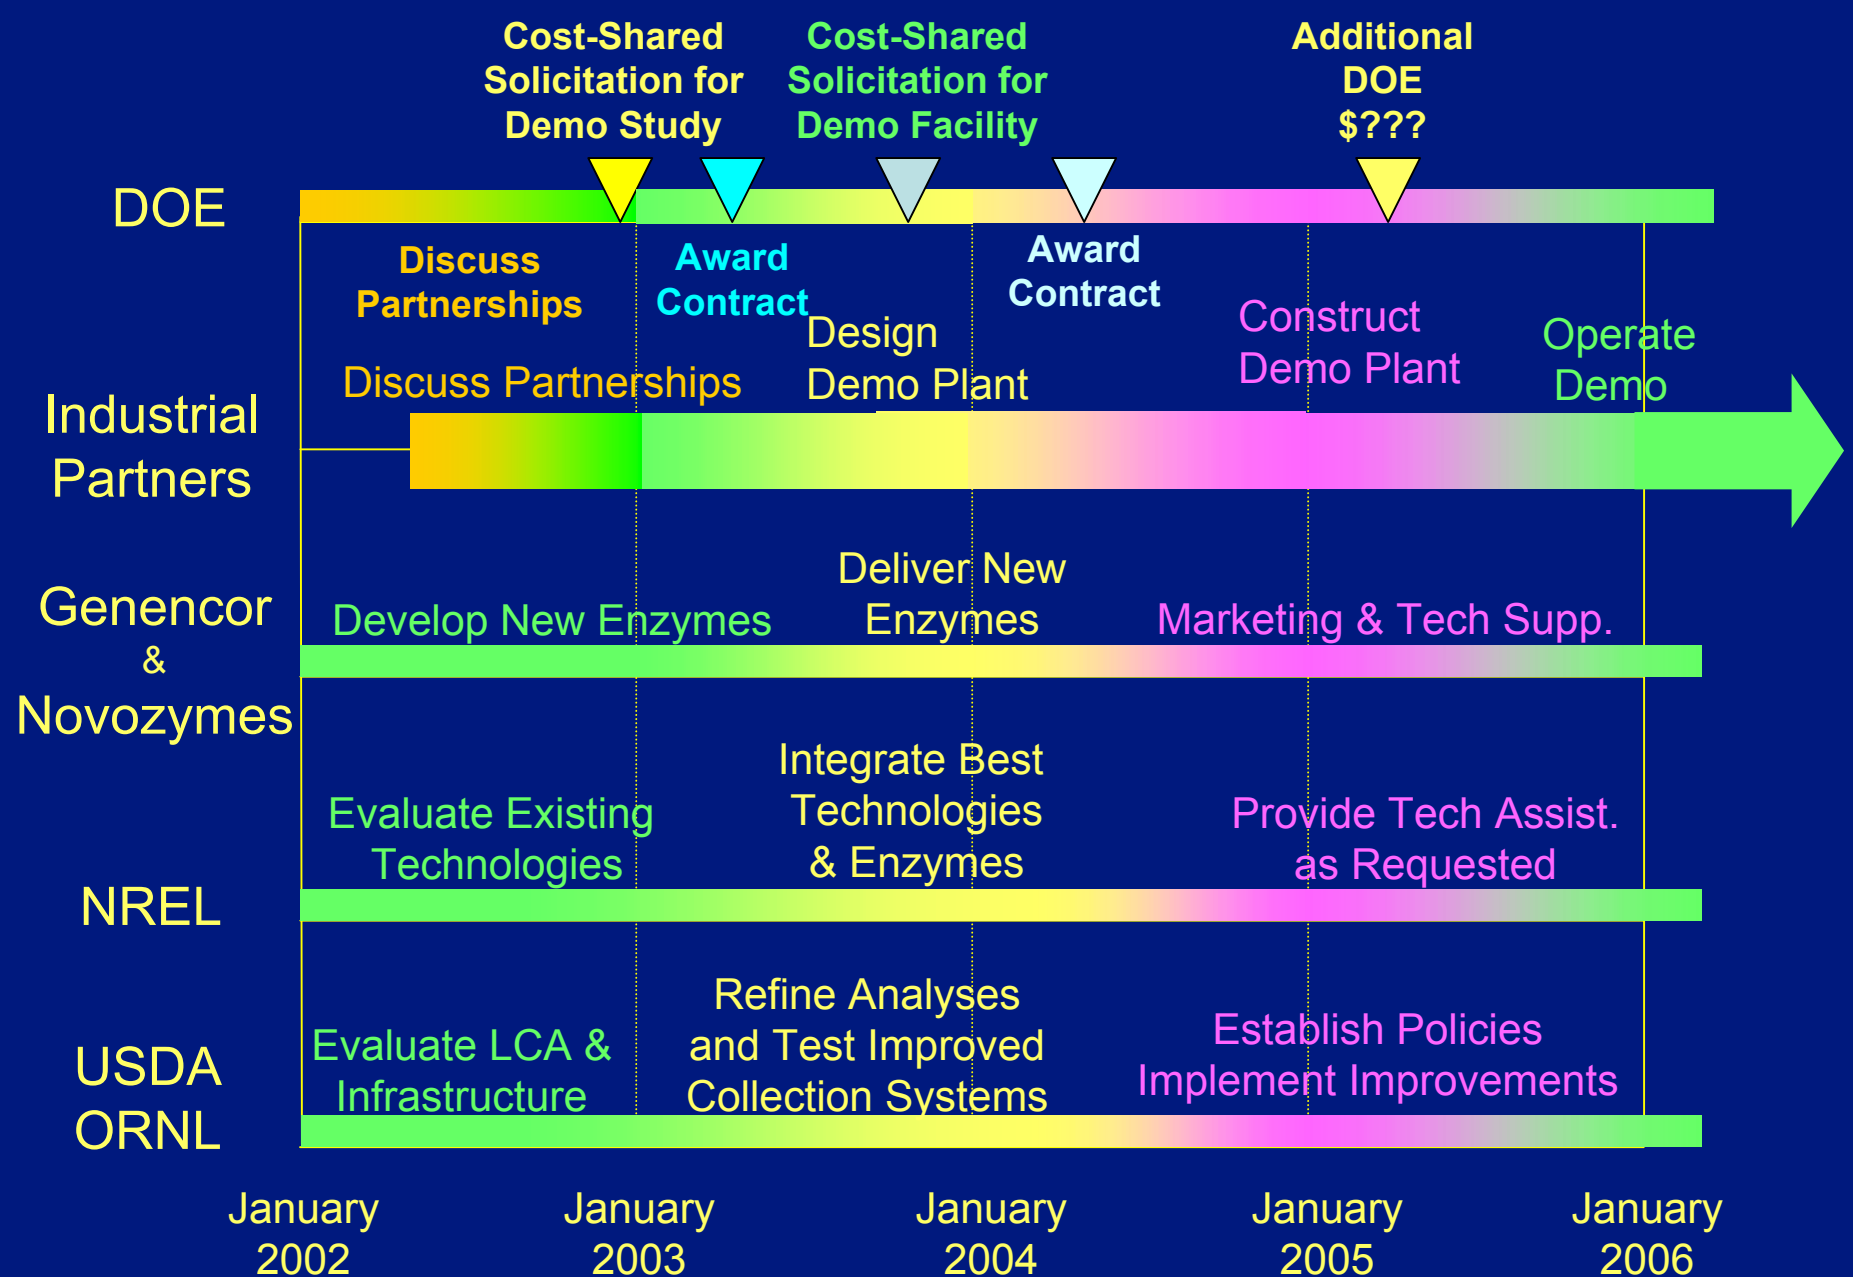 Cost-Shared
Solicitation for
Demo Study
Cost-Shared
Solicitation for
Demo Facility
Additional
DOE
$???
DOE
Discuss
Partnerships
Award
Contract
Award
Contract
Industrial
Partners
Discuss Partnerships
Design
Demo Plant
Construct
Demo Plant
Operate
Demo
Genencor
&
Novozymes
Develop New Enzymes
Deliver New
Enzymes
Marketing & Tech Supp.
NREL
Evaluate Existing
Technologies
Integrate Best
Technologies
& Enzymes
Provide Tech Assist.
as Requested
USDA
ORNL
Evaluate LCA &
Infrastructure
Refine Analyses
and Test Improved
Collection Systems
Establish Policies
Implement Improvements
January
2002
January
2003
January
2004
January
2005
January
2006